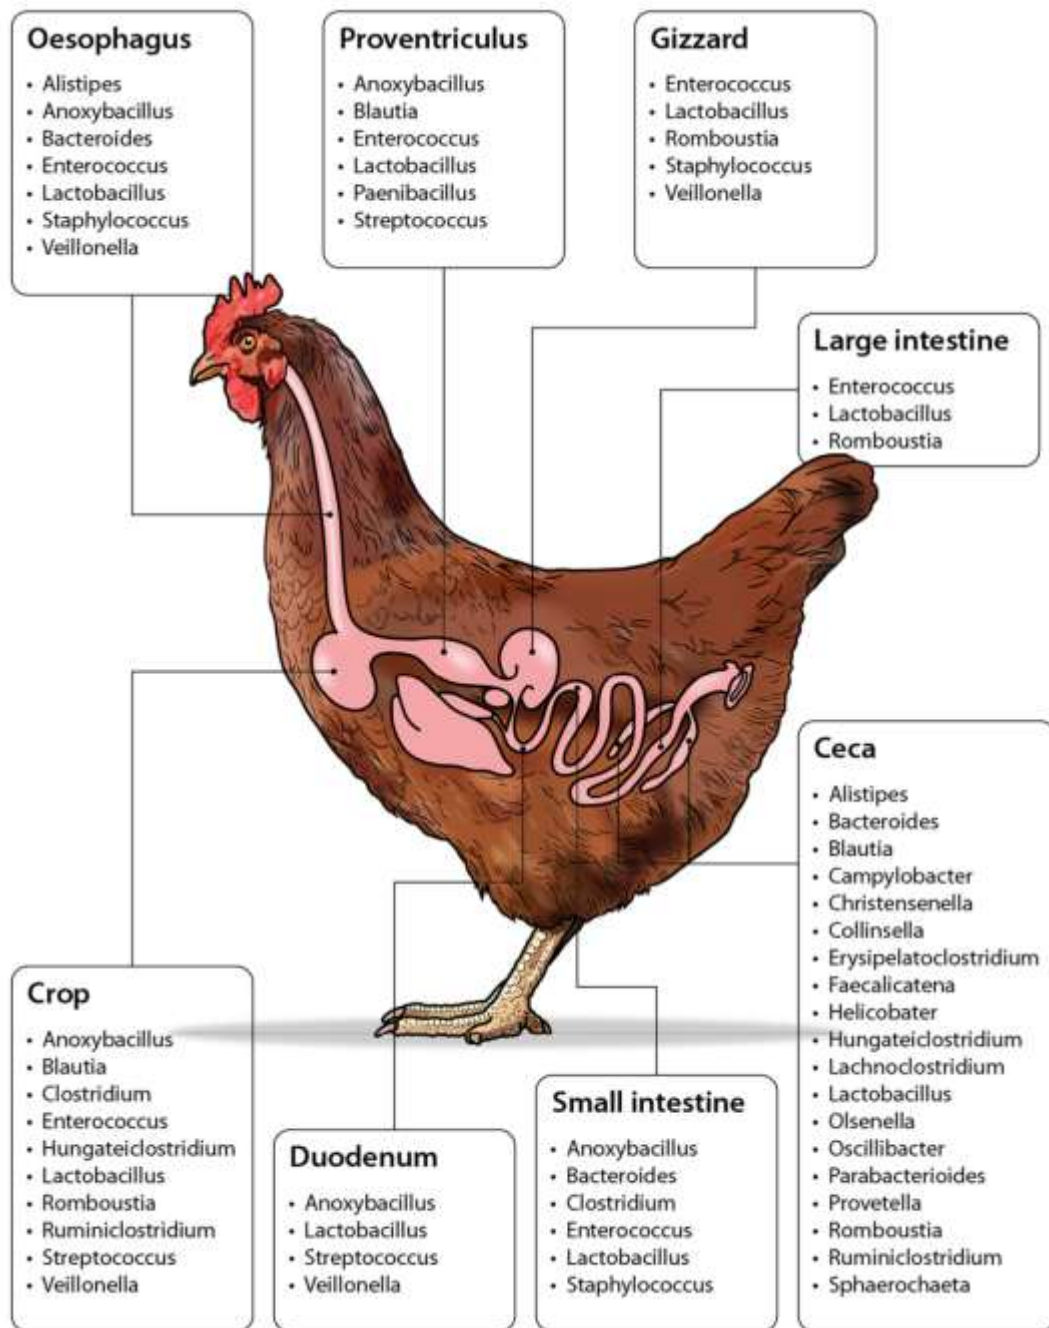 Oesophagus
• Alistipes
• Anoxybacillus
• Bacteroides
• Enterococcus
• Lactobacillus
• Staphylococcus
• Veillonella
Proventriculus
• Anoxybacillus
• Blautia
• Enterococcus
• Lactobacillus
• Paenibacillus
• Streptococcus
Gizzard
• Enterococcus
• Lactobacillus
• Romboustia
• Staphylococcus
• Veillonella
Large intestine
• Enterococcus
• Lactobacillus
• Romboustia
Ceca
• Alistipes
• Bacteroides
• Blautia
• Campylobacter
• Christensenella
• Collinsella
• Erysipelatoclostridium
• Faecalicatena
• Helicobater
• Hungateiclostridium
• Lachnoclostridium
• Lactobacillus
• Olsenella
• Oscillibacter
• Parabacterioides
• Provetella
• Romboustia
• Ruminiclostridium
• Sphaerochaeta
Crop
• Anoxybacillus
• Blautia
• Clostridium
• Enterococcus
• Hungateiclostridium
• Lactobacillus
• Romboustia
• Ruminiclostridium
• Streptococcus
• Veillonella
Duodenum
• Anoxybacillus
• Lactobacillus
• Streptococcus
• Veillonella
Small intestine
• Anoxybacillus
• Bacteroides
• Clostridium
• Enterococcus
• Lactobacillus
• Staphylococcus